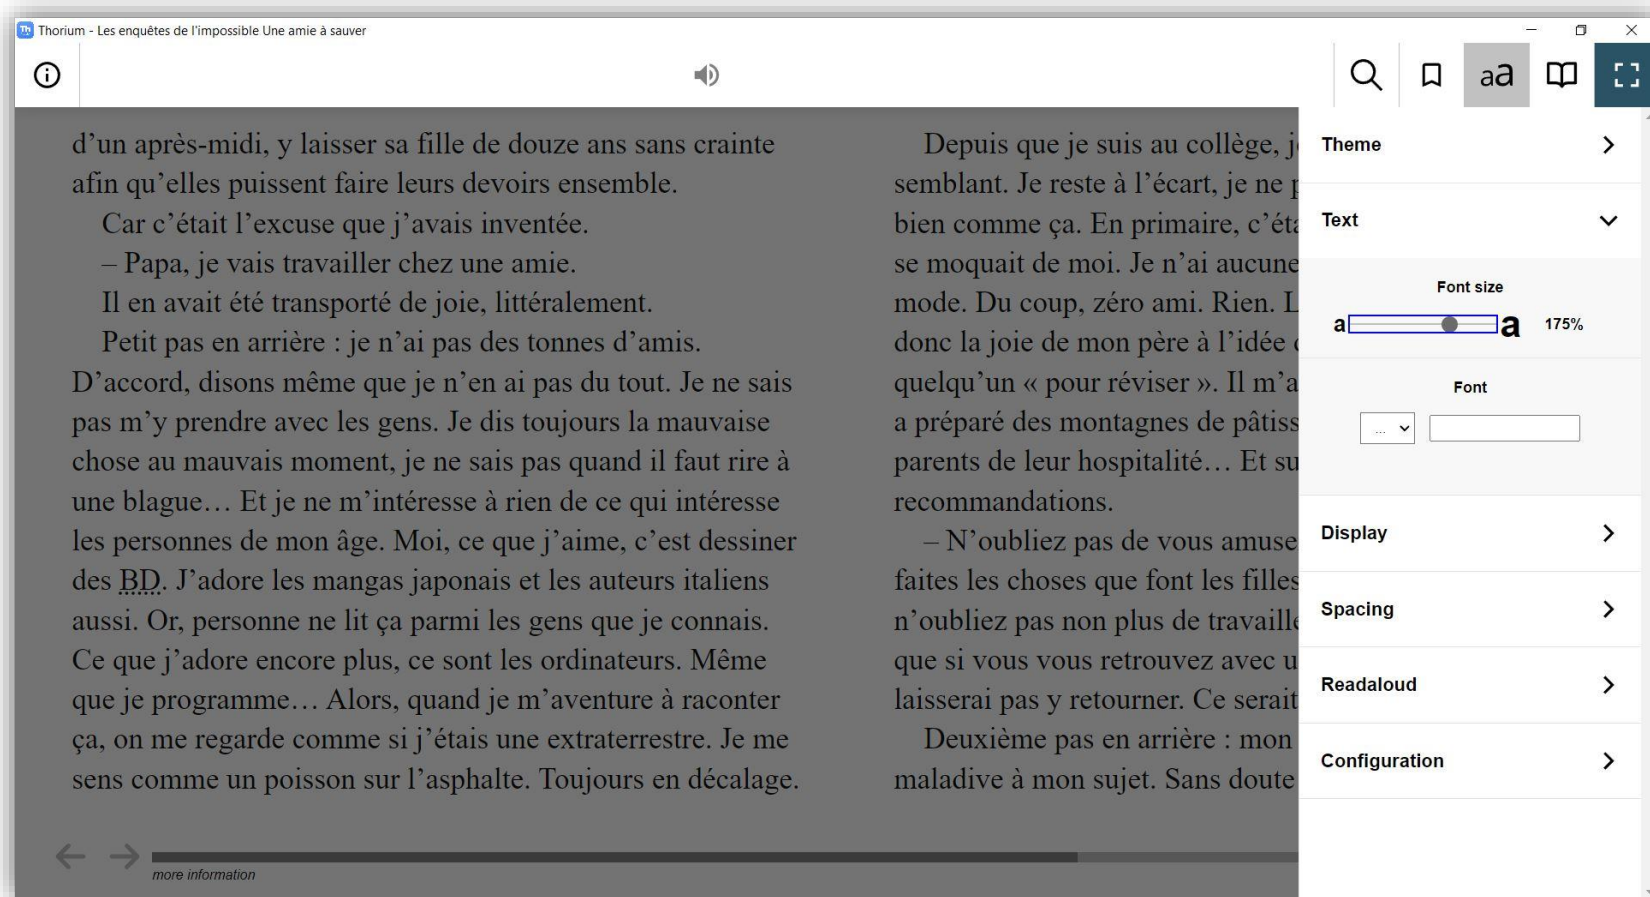 Thorium - Les enquêtes de l'impossible Une amie à sauver
aa
d’un après-midi, y laisser sa fille de douze ans sans crainte
afin qu’elles puissent faire leurs devoirs ensemble.
Car c’était l’excuse que j’avais inventée.
– Papa, je vais travailler chez une amie.
Il en avait été transporté de joie, littéralement.
Petit pas en arrière : je n’ai pas des tonnes d’amis.
D’accord, disons même que je n’en ai pas du tout. Je ne sais
pas m’y prendre avec les gens. Je dis toujours la mauvaise
chose au mauvais moment, je ne sais pas quand il faut rire à
une blague… Et je ne m’intéresse à rien de ce qui intéresse
les personnes de mon âge. Moi, ce que j’aime, c’est dessiner
des BD. J’adore les mangas japonais et les auteurs italiens
aussi. Or, personne ne lit ça parmi les gens que je connais.
Ce que j’adore encore plus, ce sont les ordinateurs. Même
que je programme… Alors, quand je m’aventure à raconter
ça, on me regarde comme si j’étais une extraterrestre. Je me
sens comme un poisson sur l’asphalte. Toujours en décalage.
Depuis que je suis au collège,
semblant. Je reste à l’écart, je ne
bien comme ça. En primaire,
se moquait de moi. Je n’ai aucune
mode. Du coup, zéro ami. Rien.
donc la joie de mon père à l’idée
quelqu’un « pour réviser ». Il m’a
a préparé des montagnes de
parents de leur hospitalité… Et
recommandations.
– N’oubliez pas de vous
faites les choses que font les filles
n’oubliez pas non plus de
que si vous vous retrouvez avec
laisserai pas y retourner. Ce serait
Deuxième pas en arrière : mon
maladive à mon sujet. Sans doute
more information
Theme
Text
Font size
a a 175%
Font
...
Display
Spacing
Readaloud
Configuration